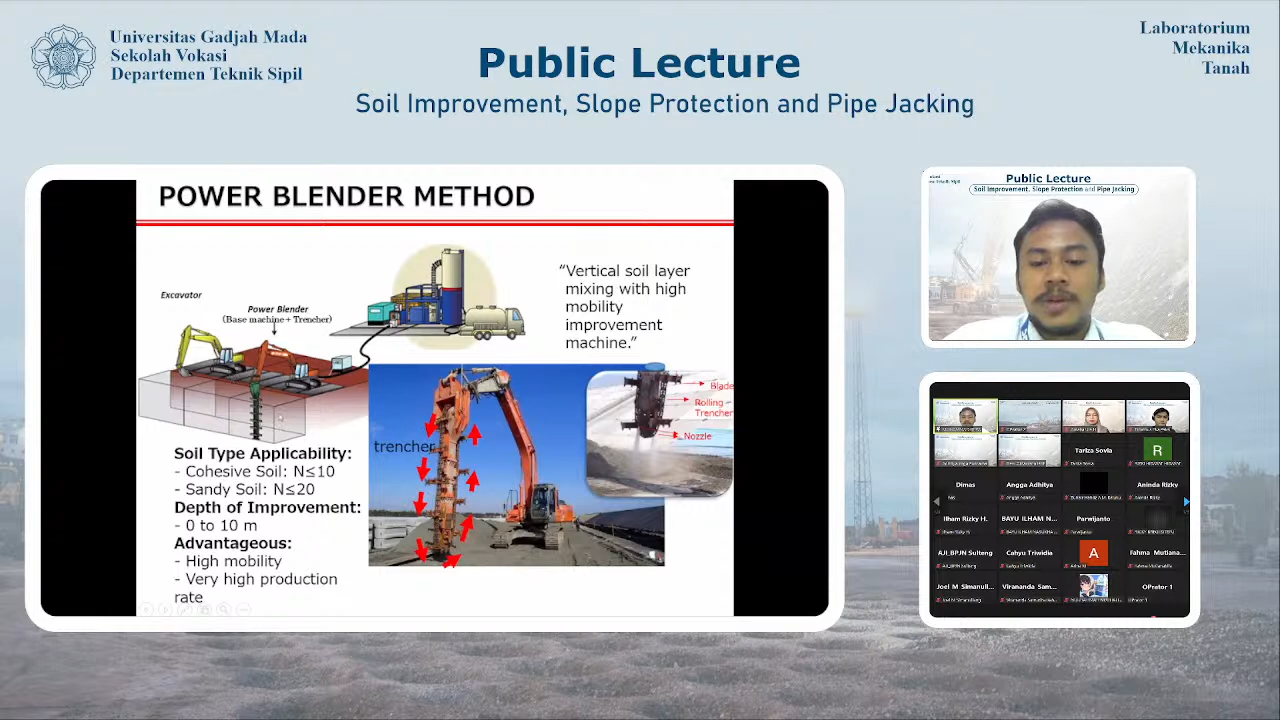 Universitas Gadjah Mada
Sekolah Vokasi
Departemen Teknik Sipil
Public Lecture
Soil Improvement, Slope Protection and Pipe Jacking
Laboratorium
Mekanika
Tanah
POWER BLENDER METHOD
Excavator
Power Blender
(Base machine + Trencher)
“Vertical soil layer
mixing with high
mobility
improvement
machine.”
trencher
Blade
Rolling
Trencher
Nozzle
Soil Type Applicability:
- Cohesive Soil: N≤10
- Sandy Soil: N≤20
Depth of Improvement:
- 0 to 10 m
Advantageous:
- High mobility
- Very high production
rate
Public Lecture
Soil Improvement, Slope Protection and Pipe Jacking
Tariza Sovia
R
Dimas
Angga Adhitya
Aninda Rizky
Ilham Rizky H.
BAYU ILHAM N...
Parwijanto
AJI_BPJN Sulteng
Cahyu Triwidia
A
Fahma Mutiana...
Joel M Simanull...
Virananda Sam...
OPrator 1